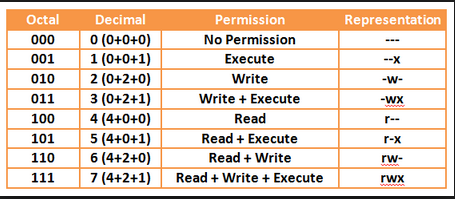 Octal Decimal Permission Representation
000 0 (0+0+0) No Permission ---
001 1 (0+0+1) Execute --x
010 2 (0+2+0) Write -w-
011 3 (0+2+1) Write + Execute -wx
100 4 (4+0+0) Read r--
101 5 (4+0+1) Read + Execute r-x
110 6 (4+2+0) Read + Write rw-
111 7 (4+2+1) Read + Write + Execute rwx